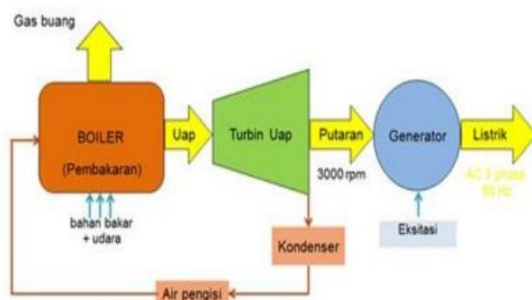 Gas buang
BOILER
(Pembakaran)
Uap
Turbin Uap
Putaran
3000 rpm
Generator
Listrik
AC 3 phasa
50 Hz
bahan bakar
+ udara
Kondenser
Eksitasi
Air pengisi